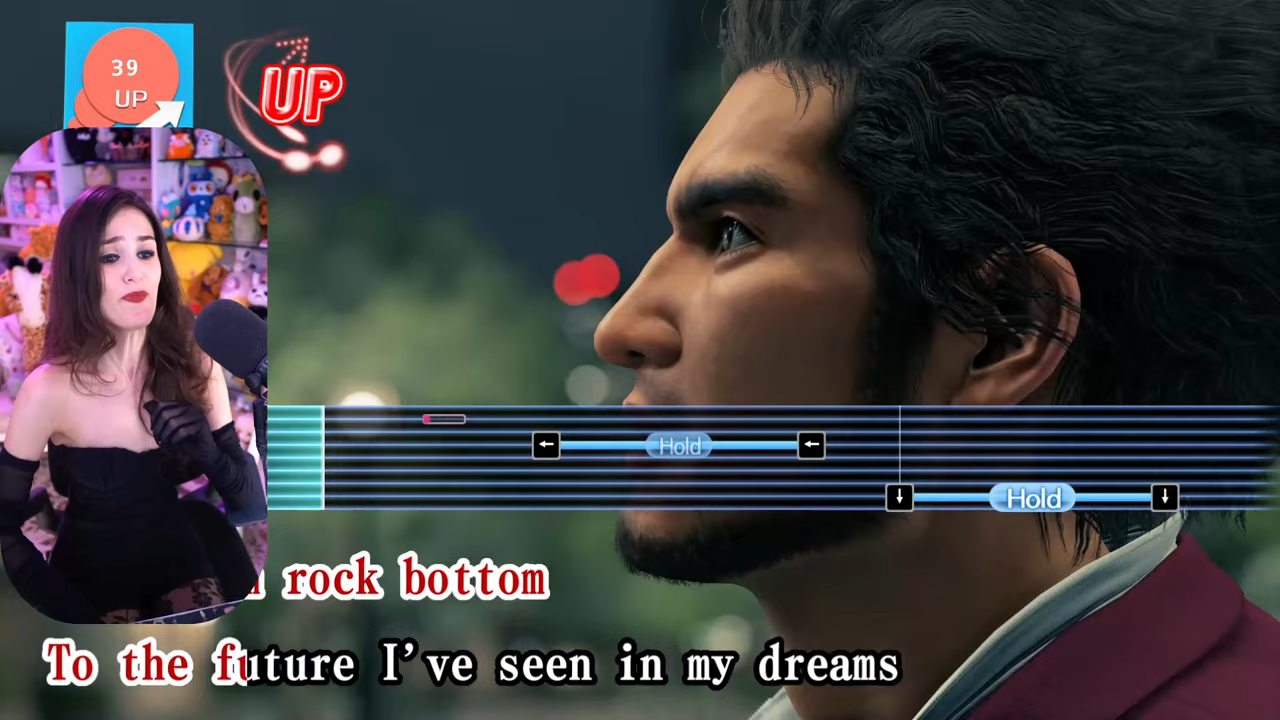 39
UP
UP
Hold
Hold
rock bottom
To the future I've seen in my dreams